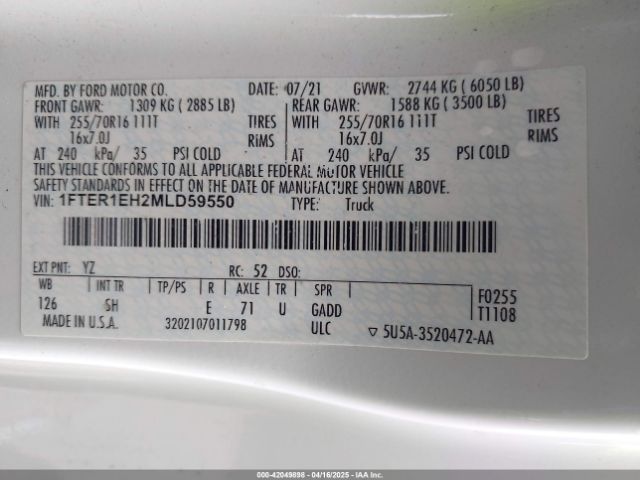 MFD. BY FORD MOTOR CO. DATE: 07/21 GVWR: 2744 KG ( 6050 LB)
FRONT GAWR: 1309 KG ( 2885 LB) REAR GAWR: 1588 KG ( 3500 LB)
WITH 255/70R16 111T TIRES WITH 255/70R16 111T TIRES
16x7.0J RIMS 16x7.0J RIMS
AT 240 kPa/ 35 PSI COLD AT 240 kPa/ 35 PSI COLD
THIS VEHICLE CONFORMS TO ALL APPLICABLE FEDERAL MOTOR VEHICLE
SAFETY STANDARDS IN EFFECT ON THE DATE OF MANUFACTURE SHOWN ABOVE.
VIN: 1FTER1EH2MLD59550 TYPE: Truck
EXT PNT: YZ RC: 52 DSO:
WB INT TR TP/PS R AXLE TR SPR
126 SH E 71 U GADD
F0255
T1108
MADE IN U.S.A. 3202107011798 ULC ▽ 5U5A-3520472-AA
000-42049898 - 04/16/2025 - IAAI.COM